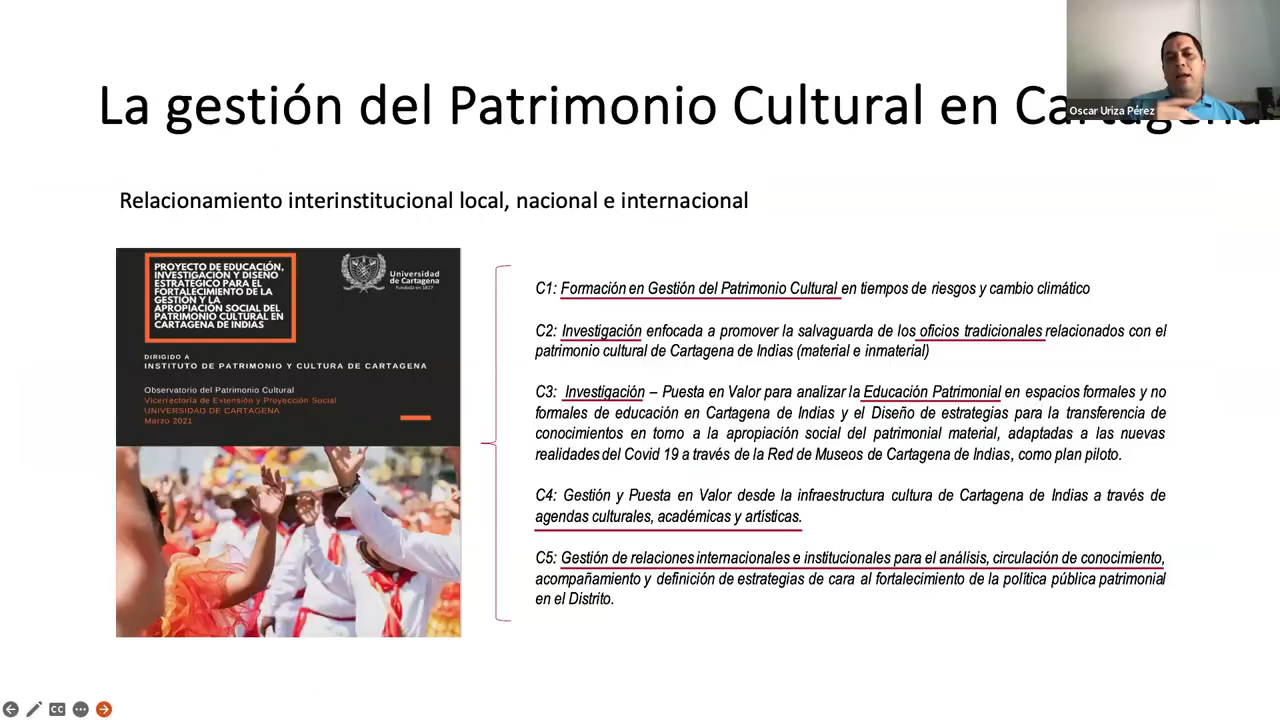 La gestión del Patrimonio Cultural en Cartagena
Oscar Uriza Pérez
Relacionamiento interinstitucional local, nacional e internacional
PROYECTO DE EDUCACIÓN,
INVESTIGACIÓN Y DISEÑO
ESTRATÉGICO PARA EL
FORTALECIMIENTO DE LA
GESTIÓN Y LA
APROPIACIÓN SOCIAL DEL
PATRIMONIO CULTURAL EN
CARTAGENA DE INDIAS
Universidad
de Cartagena
Fundada en 1827
DIRIGIDO A
INSTITUTO DE PATRIMONIO Y CULTURA DE CARTAGENA
Observatorio del Patrimonio Cultural
Vicerrectoría de Extensión y Proyección Social
UNIVERSIDAD DE CARTAGENA
Marzo 2021
C1: Formación en Gestión del Patrimonio Cultural en tiempos de riesgos y cambio climático
C2: Investigación enfocada a promover la salvaguarda de los oficios tradicionales relacionados con el
patrimonio cultural de Cartagena de Indias (material e inmaterial)
C3: Investigación – Puesta en Valor para analizar la Educación Patrimonial en espacios formales y no
formales de educación en Cartagena de Indias y el Diseño de estrategias para la transferencia de
conocimientos en torno a la apropiación social del patrimonial material, adaptadas a las nuevas
realidades del Covid 19 a través de la Red de Museos de Cartagena de Indias, como plan piloto.
C4: Gestión y Puesta en Valor desde la infraestructura cultura de Cartagena de Indias a través de
agendas culturales, académicas y artísticas.
C5: Gestión de relaciones internacionales e institucionales para el análisis, circulación de conocimiento,
acompañamiento y definición de estrategias de cara al fortalecimiento de la política pública patrimonial
en el Distrito.
CC